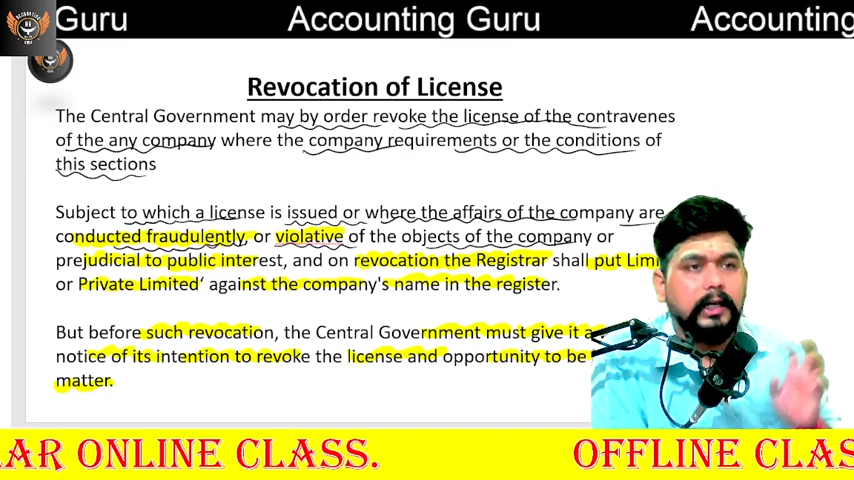 Guru Accounting Guru Accounting
Revocation of License
The Central Government may by order revoke the license of the contravenes
of the any company where the company requirements or the conditions of
this sections
Subject to which a license is issued or where the affairs of the company are
conducted fraudulently, or violative of the objects of the company or
prejudicial to public interest, and on revocation the Registrar shall put
or Private Limited‘ against the company's name in the register.
But before such revocation, the Central Government must give it
notice of its intention to revoke the license and opportunity to be
matter.
AR ONLINE CLASS. OFFLINE CLAS